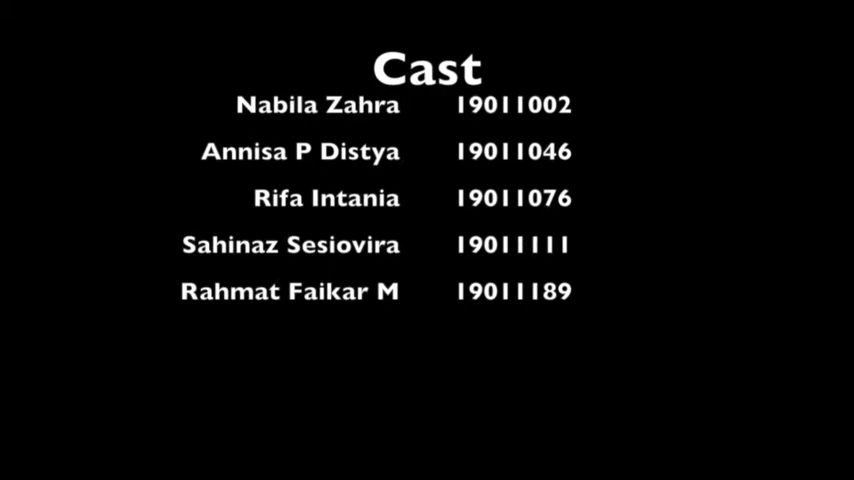 Cast
Nabila Zahra 19011002
Annisa P Distya 19011046
Rifa Intania 19011076
Sahinaz Sesiovira 19011111
Rahmat Faikar M 19011189